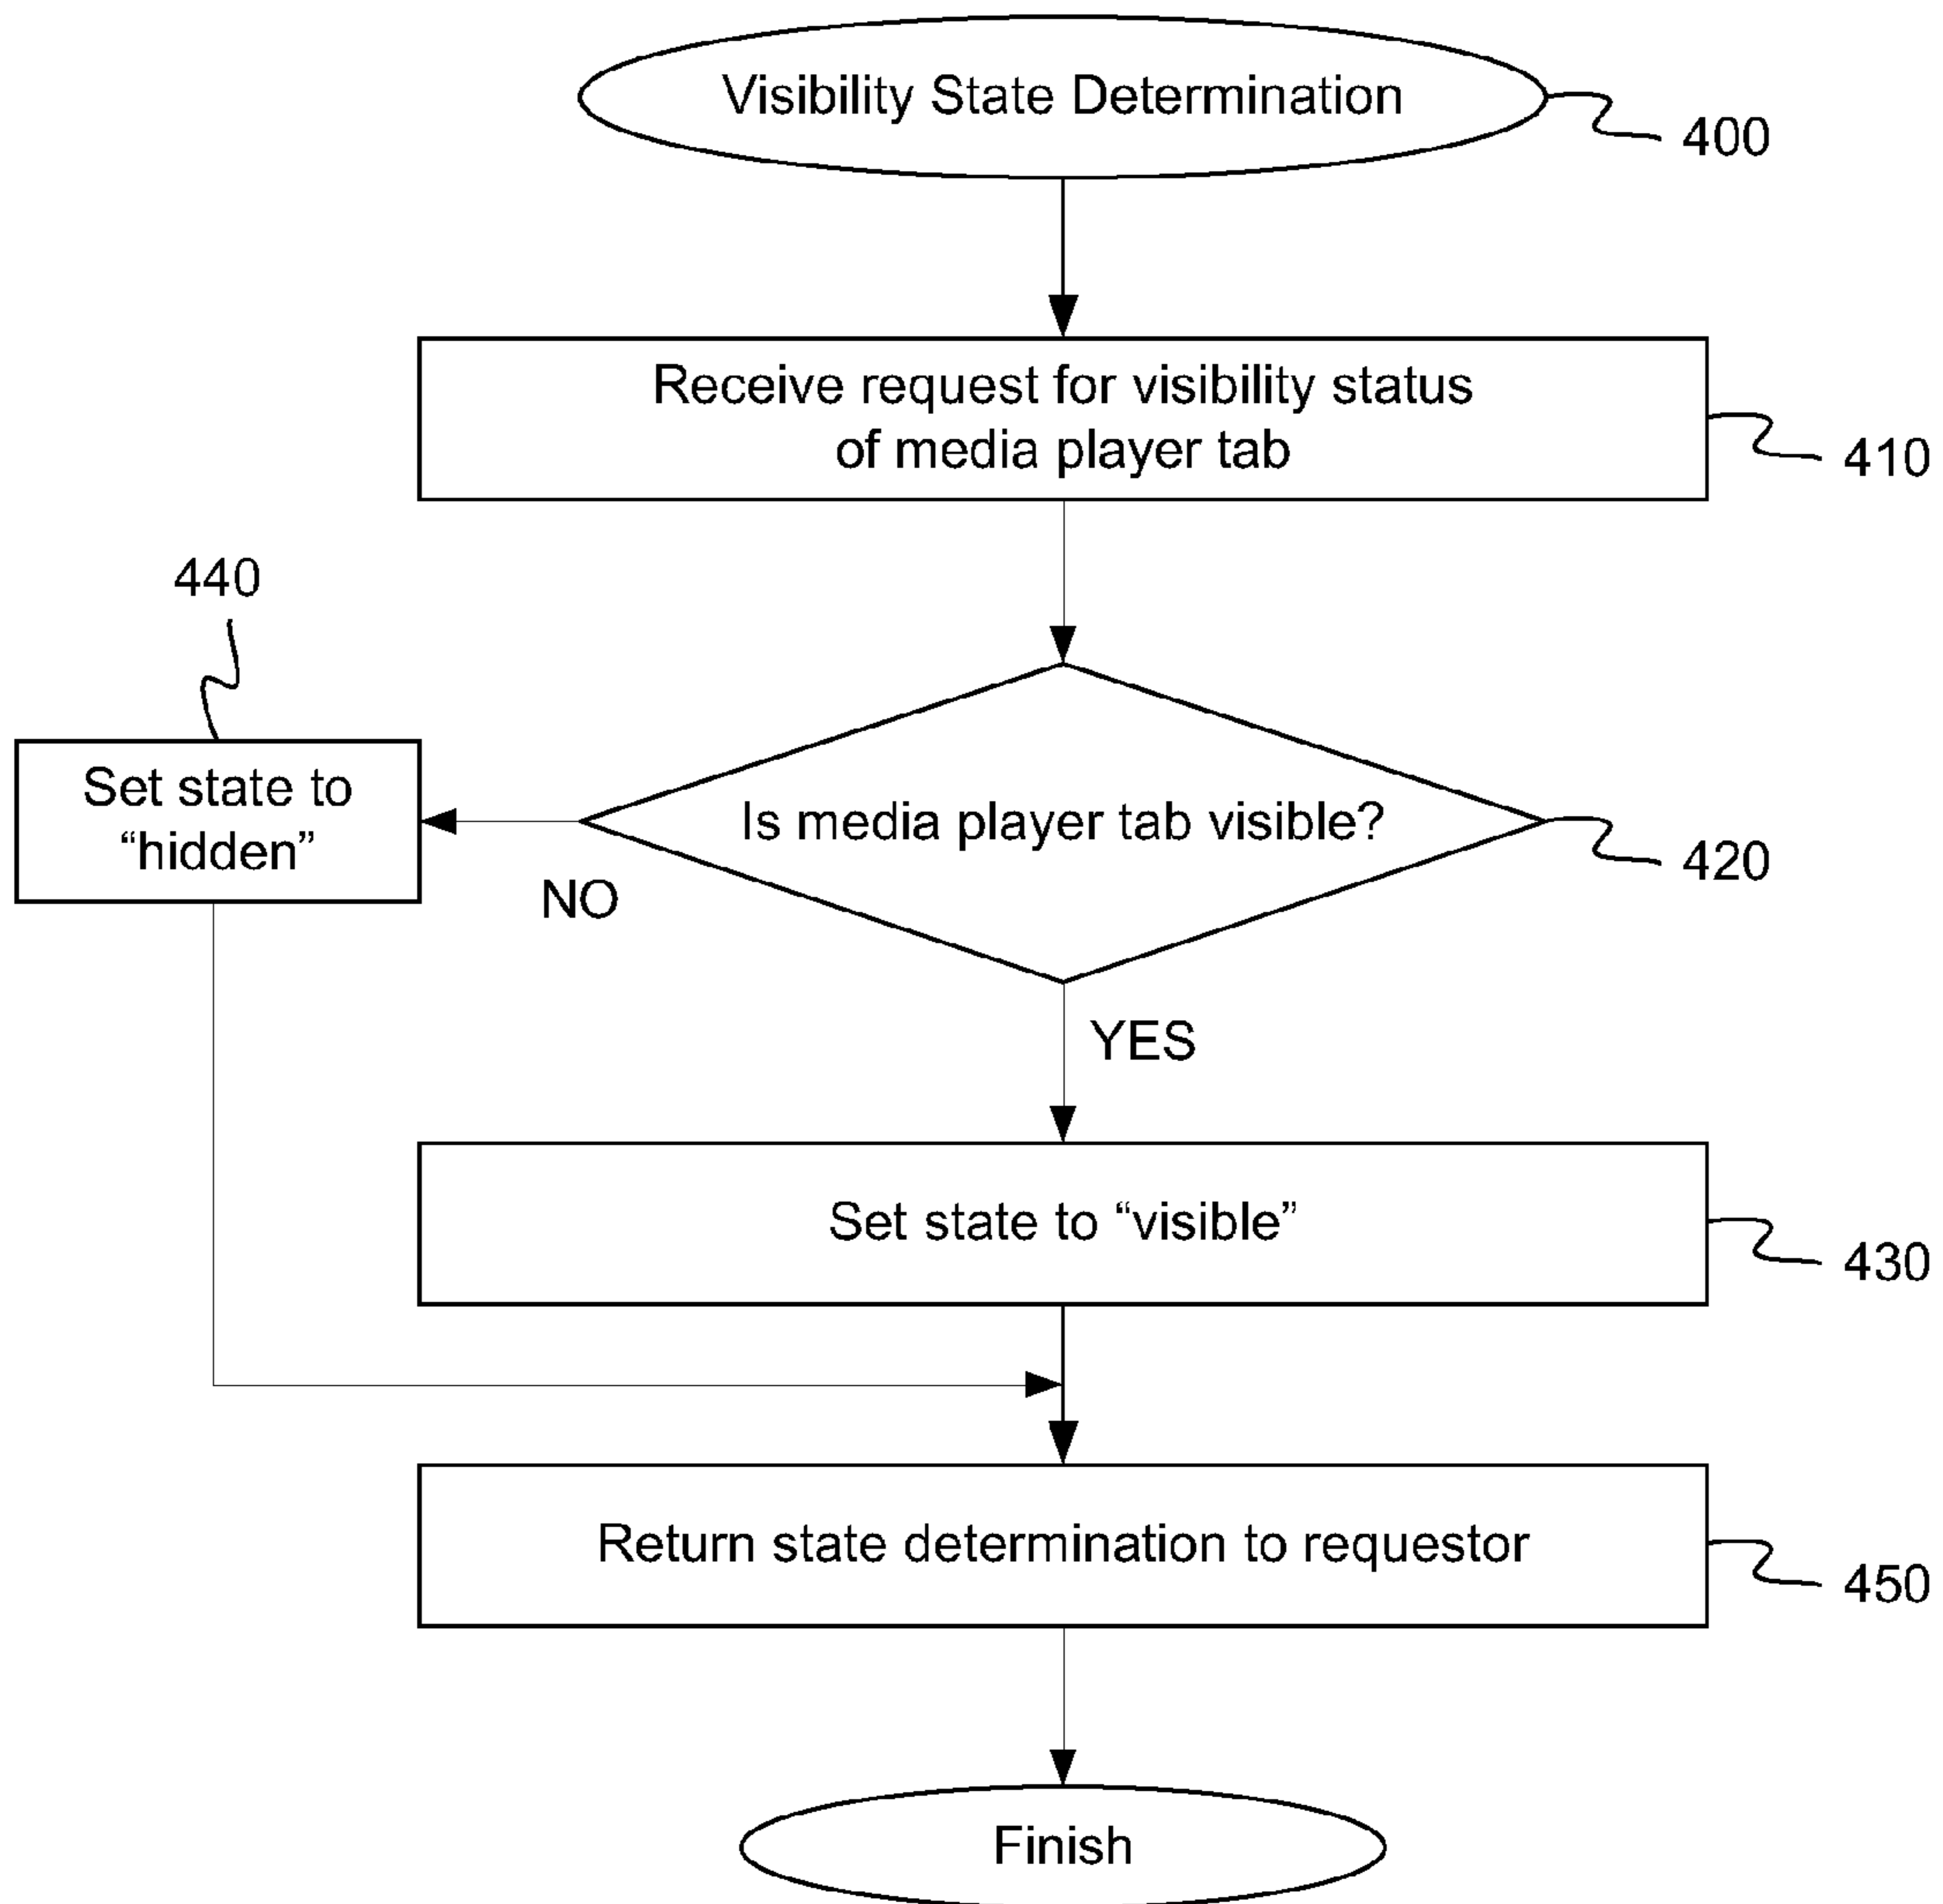 Visibility State Determination
400
Receive request for visibility status
of media player tab
410
440
Set state to
“hidden”
Is media player tab visible?
420
NO
YES
Set state to “visible”
430
Return state determination to requestor
450
Finish